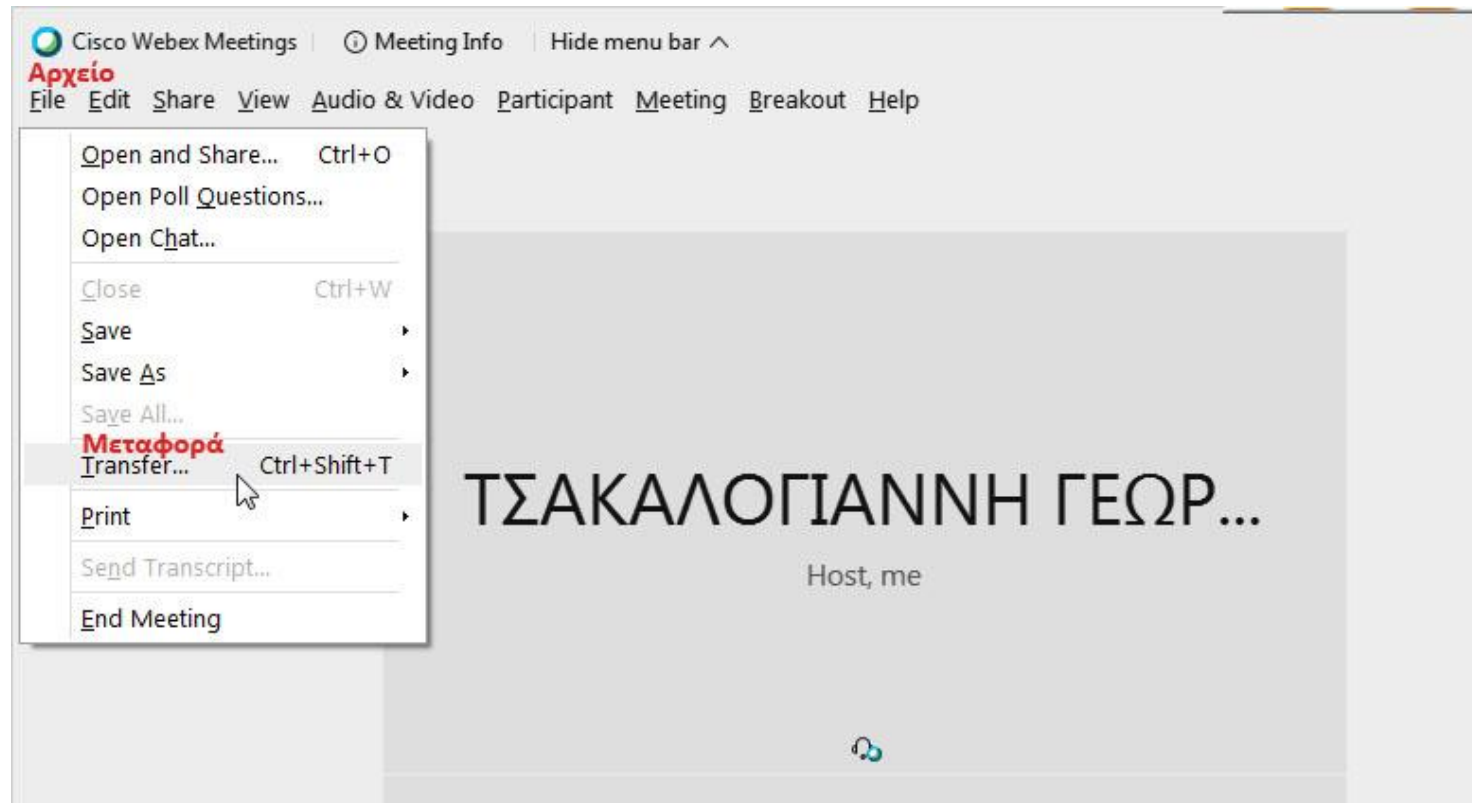 Cisco Webex Meetings Meeting Info Hide menu bar
Αρχείο
File Edit Share View Audio & Video Participant Meeting Breakout Help
Open and Share... Ctrl+O
Open Poll Questions...
Open Chat...
Close Ctrl+W
Save
Save As
Save All...
Μεταφορά
Transfer... Ctrl+Shift+T
Print
Send Transcript...
End Meeting
ΤΣΑΚΑΛΟΓΙΑΝΝΗ ΓΕΩΡ...
Host, me